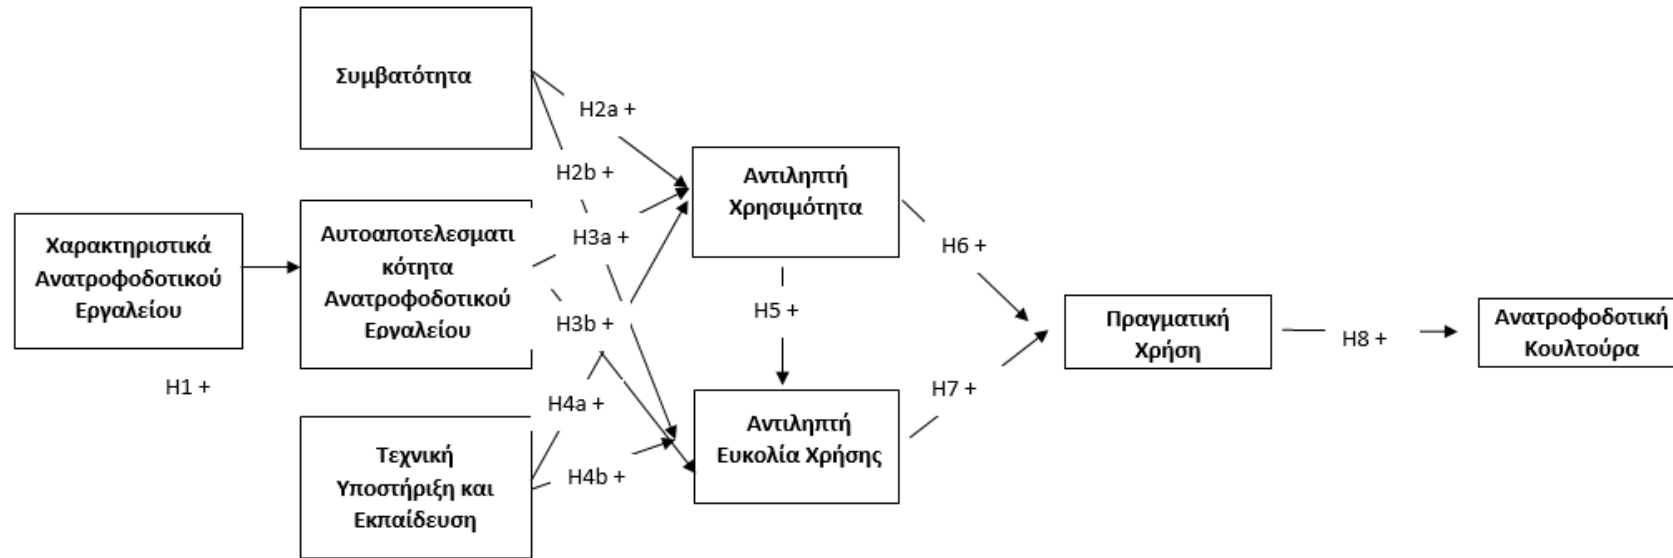 Συμβατότητα
H2a +
H2b +
Αντιληπτή
Χρησιμότητα
Χαρακτηριστικά
Ανατροφοδοτικού
Εργαλείου
Αυτοαποτελεσματι
κότητα
Ανατροφοδοτικού
Εργαλείου
H3a +
H6 +
H3b +
H5 +
Πραγματική
Χρήση
H8 +
Ανατροφοδοτική
Κουλτούρα
H1 +
H4a +
H7 +
Αντιληπτή
Ευκολία Χρήσης
Τεχνική
Υποστήριξη και
Εκπαίδευση
H4b +